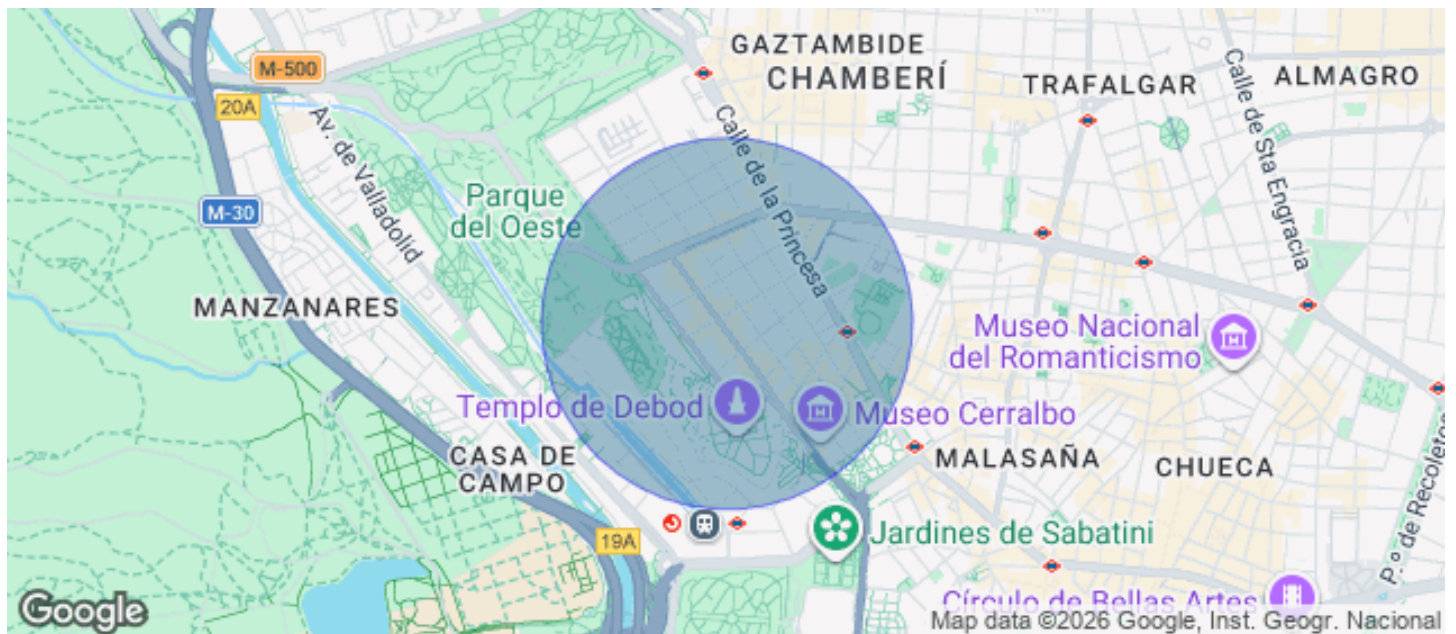 GAZTAMBIDE
CHAMBERÍ
TRAFALGAR
ALMAGRO
M-500
20A
Av. de Valladolid
Calle de la Princesa
Calle de Sta Engracia
Parque
del Oeste
M-30
MANZANARES
Museo Nacional
del Romanticismo
Templo de Debod
Museo Cerralbo
CASA DE
CAMPO
MALASAÑA
CHUECA
19A
Jardines de Sabatini
P.º de Recoletos
Círculo de Bellas Artes
Google
Map data ©2026 Google, Inst. Geogr. Nacional